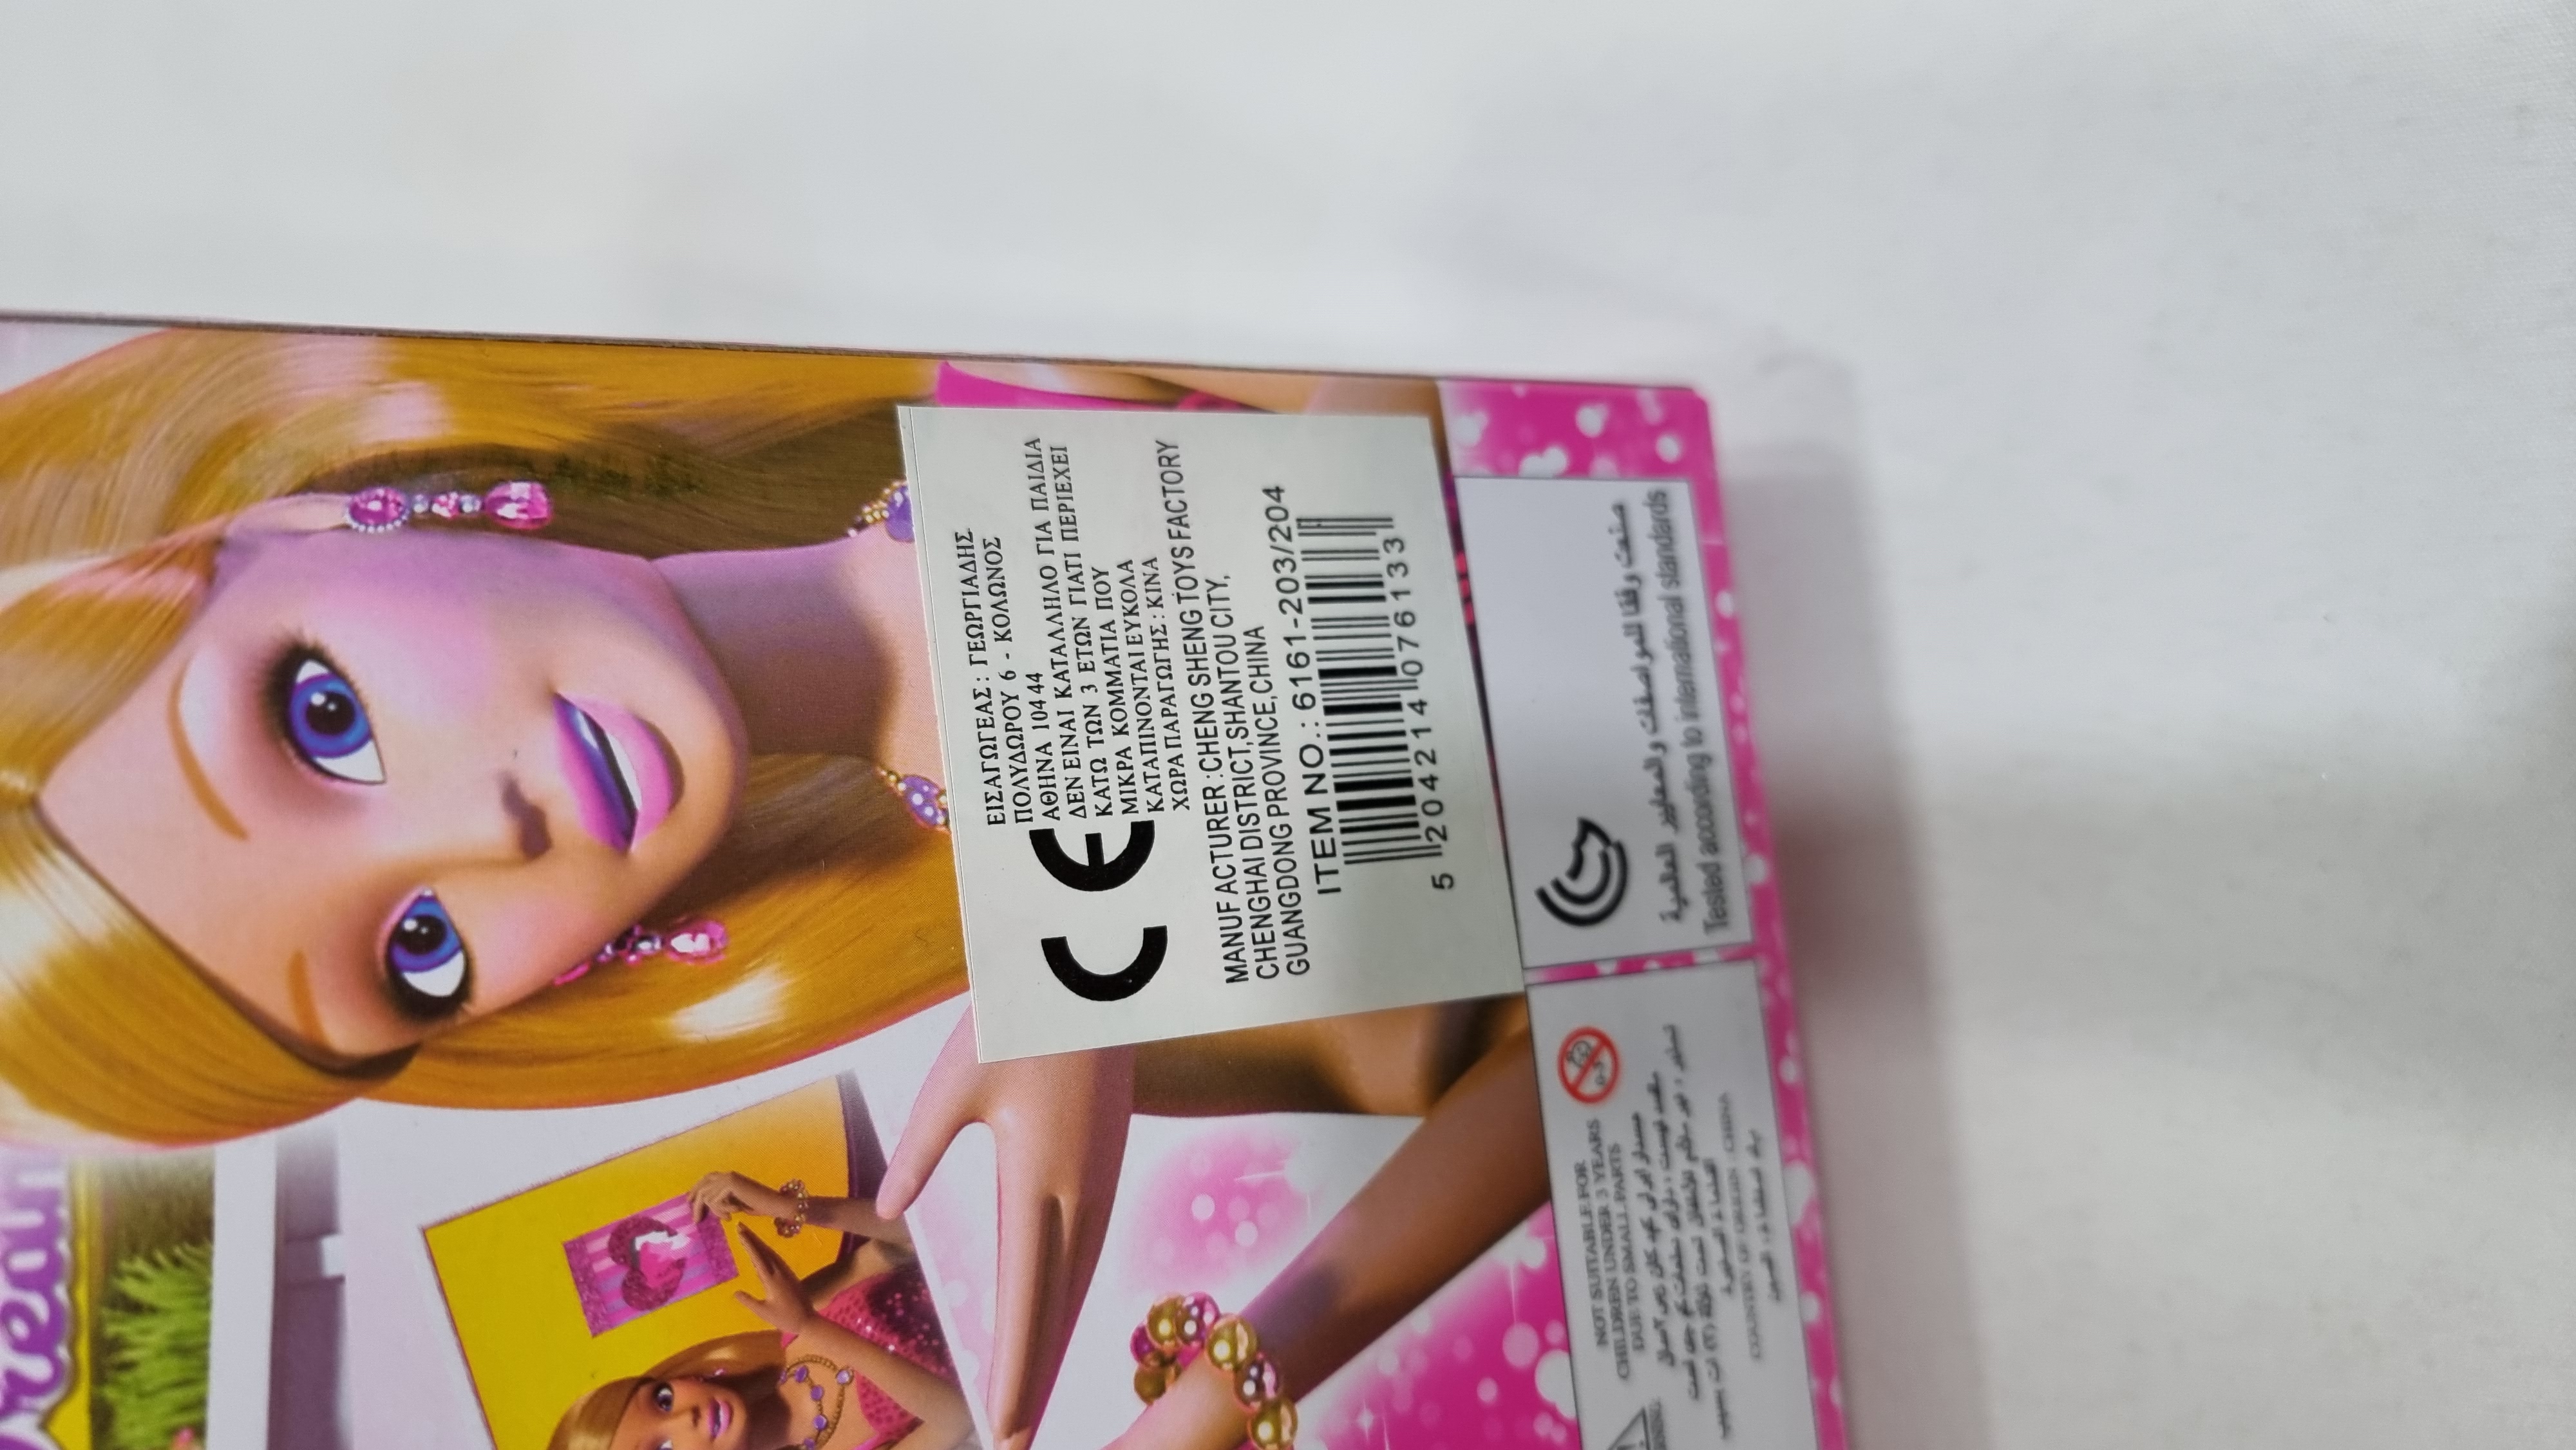 ΕΙΣΑΓΩΓΕΑΣ: ΓΕΩΡΓΙΑΔΗΣ
ΠΟΛΥΔΩΡΟΥ 6 - ΚΟΛΩΝΟΣ
ΑΘΗΝΑ 104 44
ΔΕΝ ΕΙΝΑΙ ΚΑΤΑΛΛΗΛΟ ΓΙΑ ΠΑΙΔΙΑ
ΚΑΤΩ ΤΩΝ 3 ΕΤΩΝ ΓΙΑΤΙ ΠΕΡΙΕΧΕΙ
ΜΙΚΡΑ ΚΟΜΜΑΤΙΑ ΠΟΥ
ΚΑΤΑΠΙΝΟΝΤΑΙ ΕΥΚΟΛΑ
ΧΩΡΑ ΠΑΡΑΓΩΓΗΣ: ΚΙΝΑ
CE
MANUF ACTURER :CHENG SHENG TOYS FACTORY
CHENGHAI DISTRICT,SHANTOU CITY,
GUANGDONG PROVINCE,CHINA
ITEM NO.: 6161-203/204
5 204214 076133
NOT SUITABLE FOR
CHILDREN UNDER 3 YEARS
DUE TO SMALL PARTS
0-3
COUNTRY OF ORIGIN : CHINA
صنعت وفقا للمواصفات والمعايير العالمية
Tested according to international standards